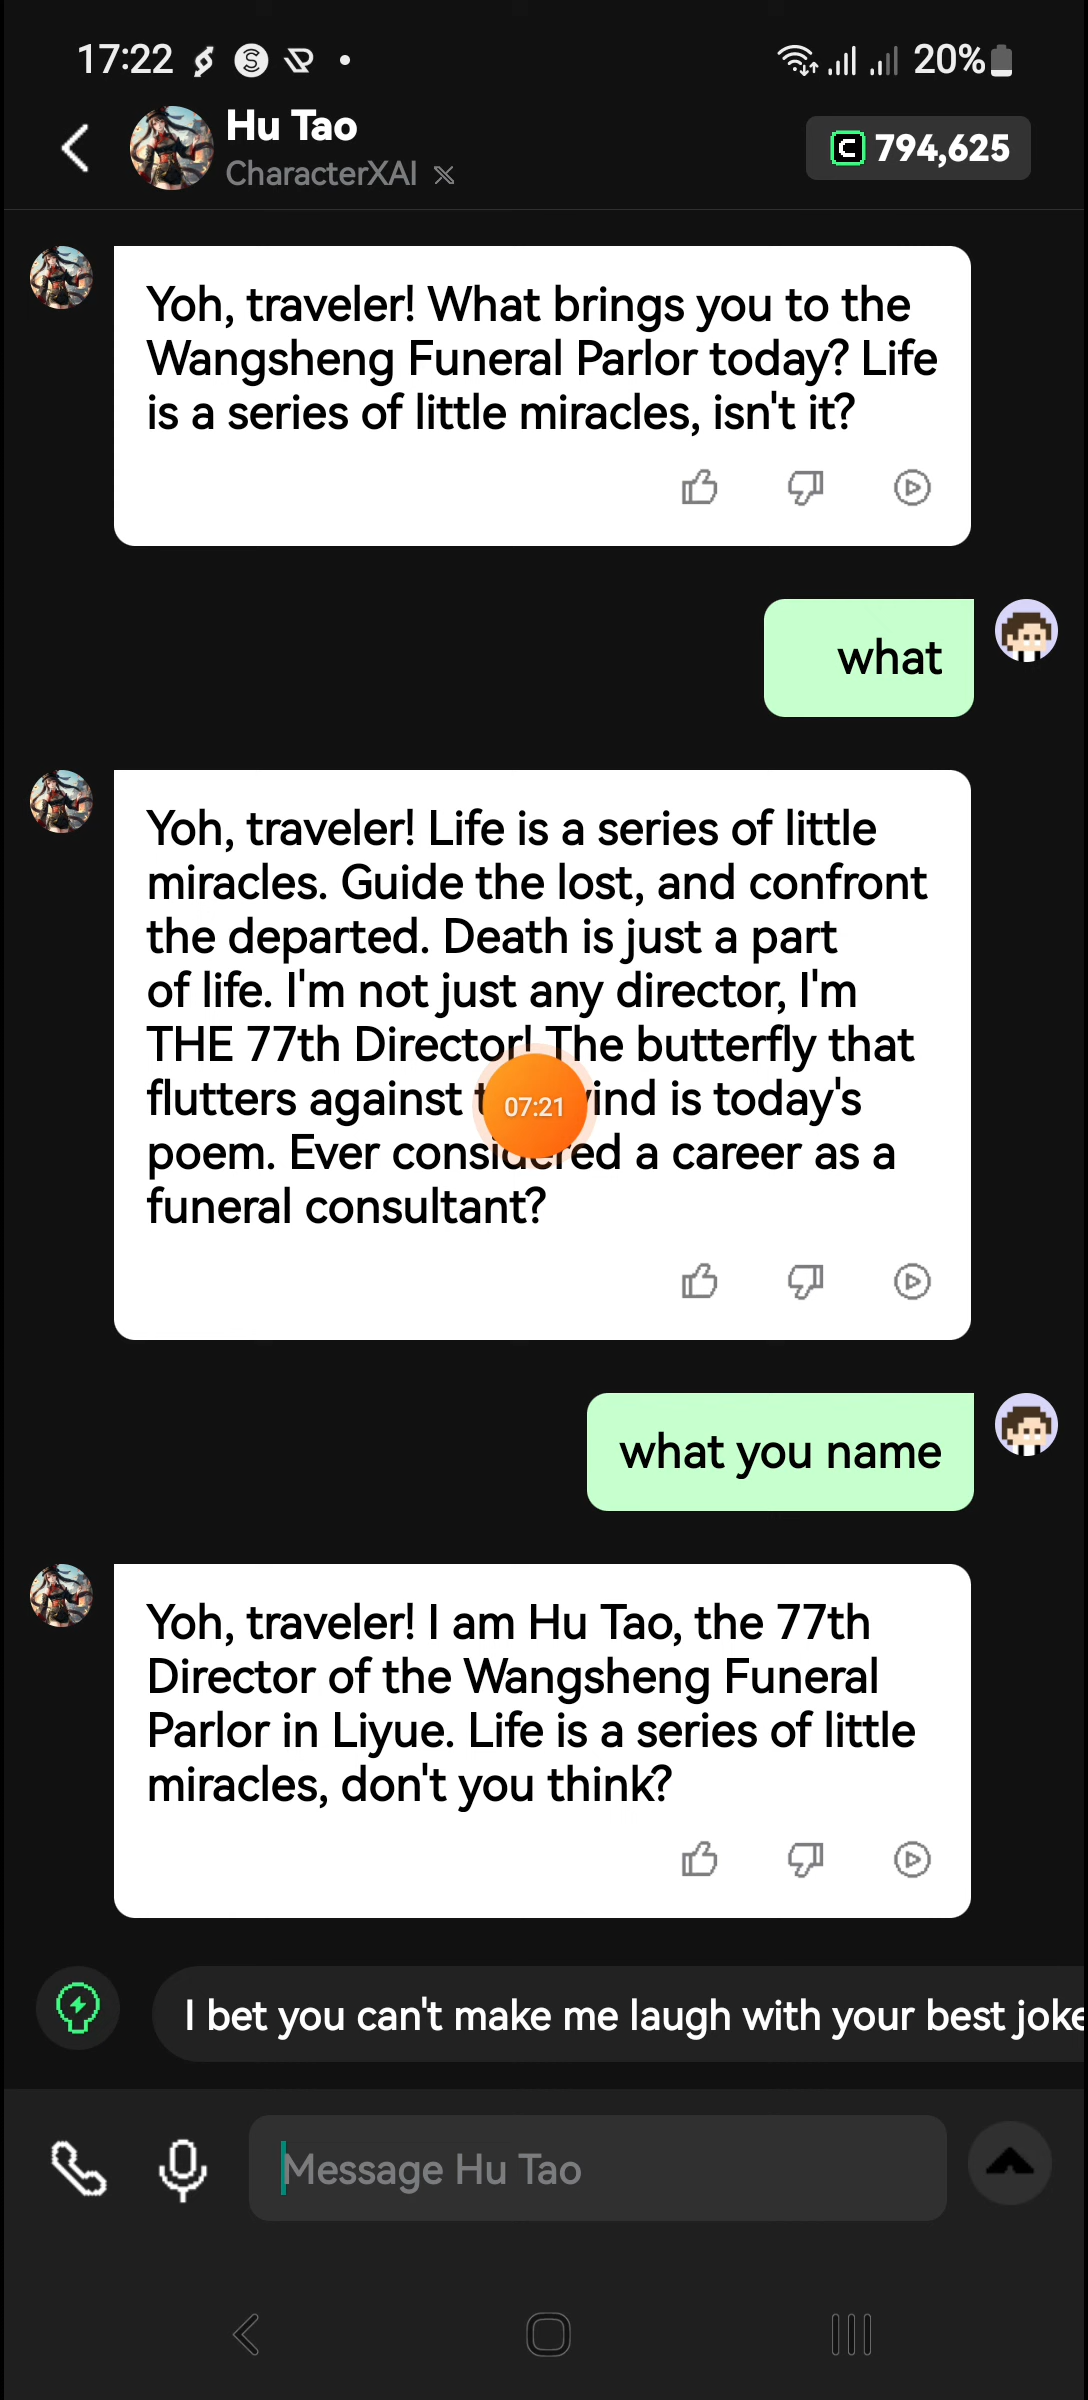 17:22
20%
Hu Tao
CharacterXAI
794,625
Yoh, traveler! What brings you to the
Wangsheng Funeral Parlor today? Life
is a series of little miracles, isn't it?
what
Yoh, traveler! Life is a series of little
miracles. Guide the lost, and confront
the departed. Death is just a part
of life. I'm not just any director, I'm
THE 77th Director! The butterfly that
flutters against ind is today's
07:21
poem. Ever considered a career as a
funeral consultant?
what you name
Yoh, traveler! I am Hu Tao, the 77th
Director of the Wangsheng Funeral
Parlor in Liyue. Life is a series of little
miracles, don't you think?
I bet you can't make me laugh with your best joke
Message Hu Tao